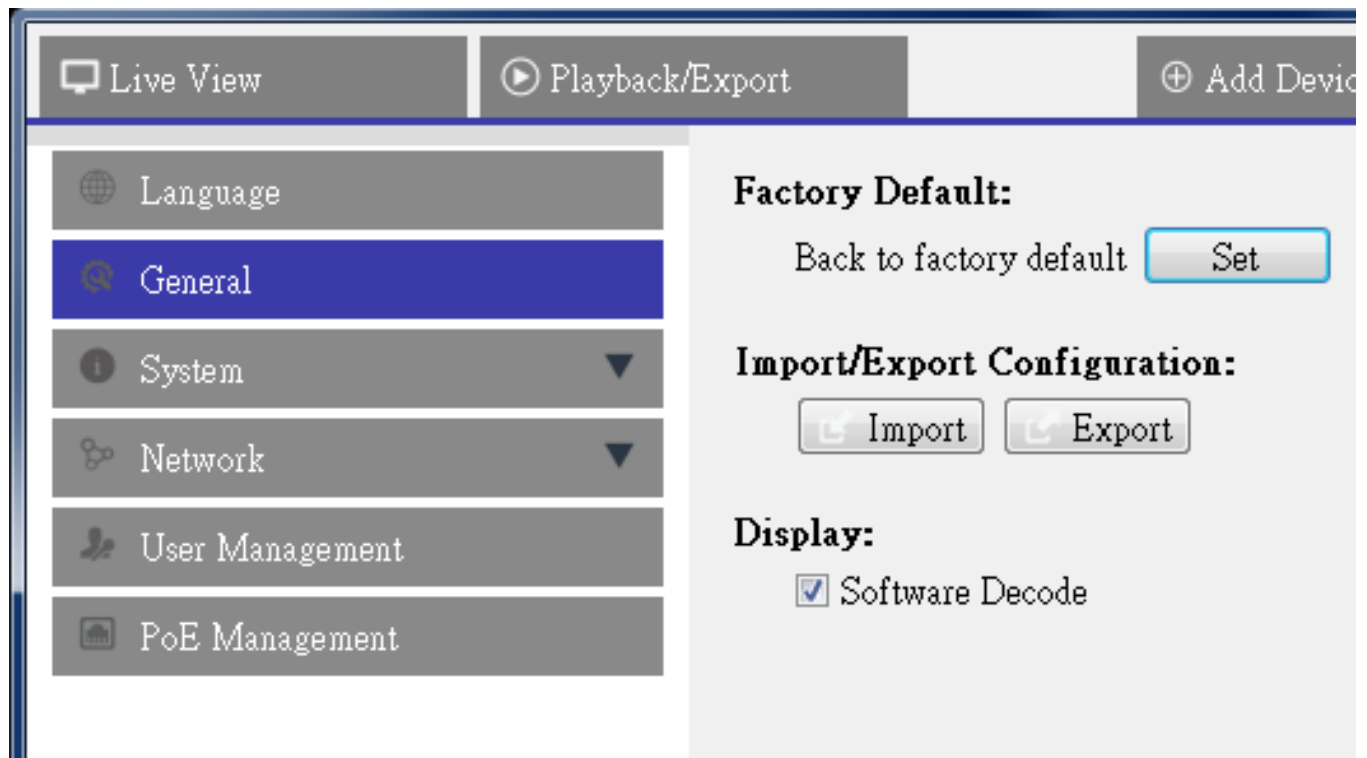 Live View
Playback/Export
Add Devic
Language
General
System
Network
User Management
PoE Management
Factory Default:
Back to factory default
Set
Import/Export Configuration:
Import
Export
Display:
Software Decode